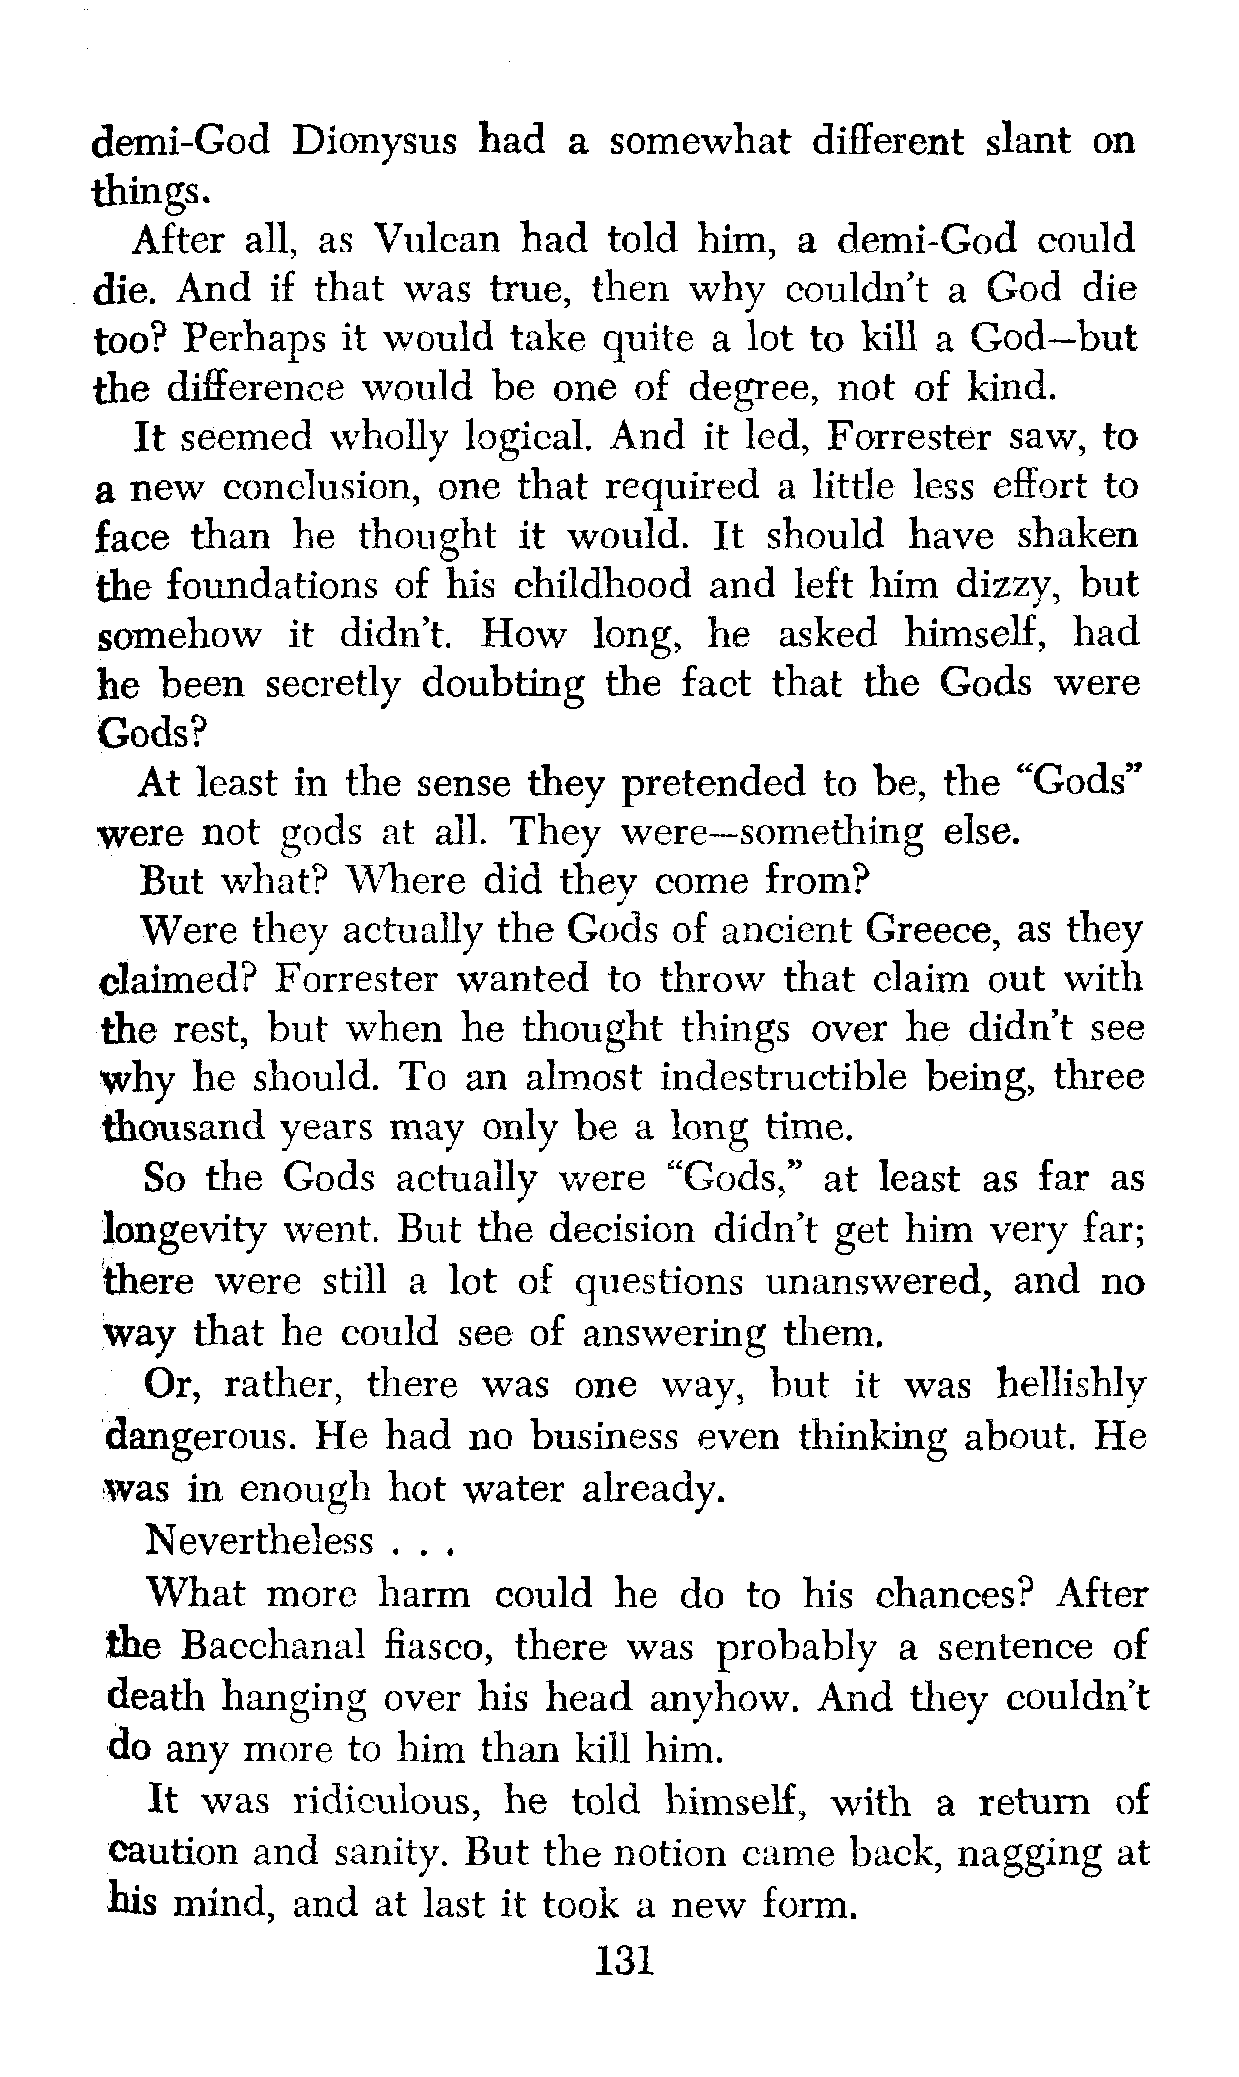 demi-God Dionysus had a somewhat different slant on
things.
After all, as Vulcan had told him, a demi-God could
die. And if that was true, then why couldn't a God die
too? Perhaps it would take quite a lot to kill a God—but
the difference would be one of degree, not of kind.
It seemed wholly logical. And it led, Forrester saw, to
a new conclusion, one that required a little less effort to
face than he thought it would. It should have shaken
the foundations of his childhood and left him dizzy, but
somehow it didn't. How long, he asked himself, had
he been secretly doubting the fact that the Gods were
Gods?
At least in the sense they pretended to be, the “Gods”
were not gods at all. They were—something else.
But what? Where did they come from?
Were they actually the Gods of ancient Greece, as they
claimed? Forrester wanted to throw that claim out with
the rest, but when he thought things over he didn't see
why he should. To an almost indestructible being, three
thousand years may only be a long time.
So the Gods actually were “Gods,” at least as far as
longevity went. But the decision didn't get him very far;
there were still a lot of questions unanswered, and no
way that he could see of answering them.
Or, rather, there was one way, but it was hellishly
dangerous. He had no business even thinking about. He
was in enough hot water already.
Nevertheless . . .
What more harm could he do to his chances? After
the Bacchanal fiasco, there was probably a sentence of
death hanging over his head anyhow. And they couldn't
do any more to him than kill him.
It was ridiculous, he told himself, with a return of
caution and sanity. But the notion came back, nagging at
his mind, and at last it took a new form.
131